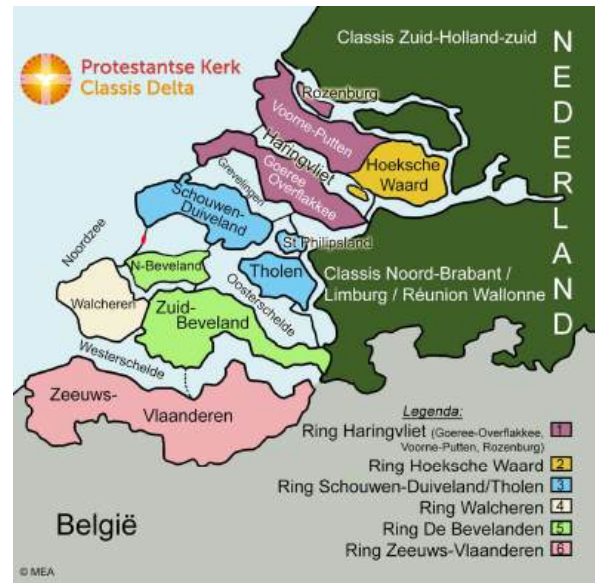 Protestantse Kerk
Classis Delta
Classis Zuid-Holland-zuid
NEDERLAND
Rozenburg
Voorne-Putten
Haringvliet
Hoeksche
Waard
Goeree
Overflakkee
Grevelingen
Schouwen-
Duiveland
St Philipsland
Noordzee
N-Beveland
Tholen
Classis Noord-Brabant /
Limburg / Réunion Wallonne
Oosterschelde
Walcheren
Zuid-
Beveland
Westerschelde
Zeeuws-
Vlaanderen
Legenda:
Ring Haringvliet (Goeree-Overflakkee, 1
Voorne-Putten, Rozenburg)
Ring Hoeksche Waard 2
Ring Schouwen-Duiveland/Tholen 3
Ring Walcheren 4
Ring De Bevelanden 5
Ring Zeeuws-Vlaanderen 6
België
© MEA